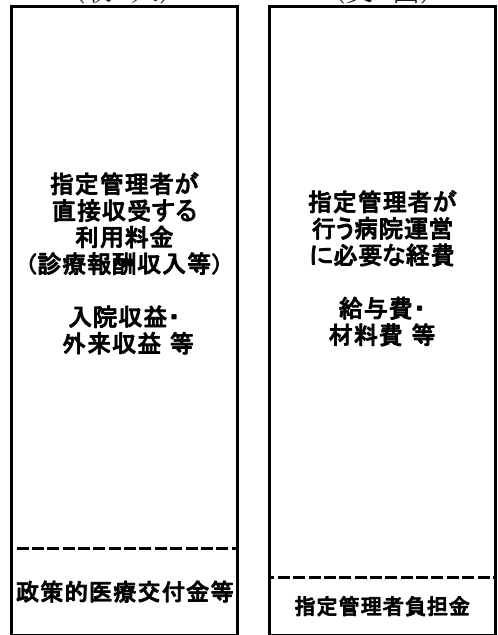 指定管理者が
直接収受する
利用料金
(診療報酬収入等)
入院収益・
外来収益 等
政策的医療交付金等
指定管理者が
行う病院運営
に必要な経費
給与費・
材料費 等
指定管理者負担金